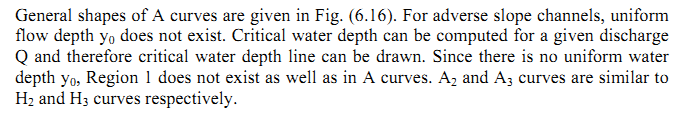 General shapes of A curves are given in Fig. (6.16). For adverse slope channels, uniform
flow depth y₀ does not exist. Critical water depth can be computed for a given discharge
Q and therefore critical water depth line can be drawn. Since there is no uniform water
depth y₀, Region 1 does not exist as well as in A curves. A₂ and A₃ curves are similar to
H₂ and H₃ curves respectively.